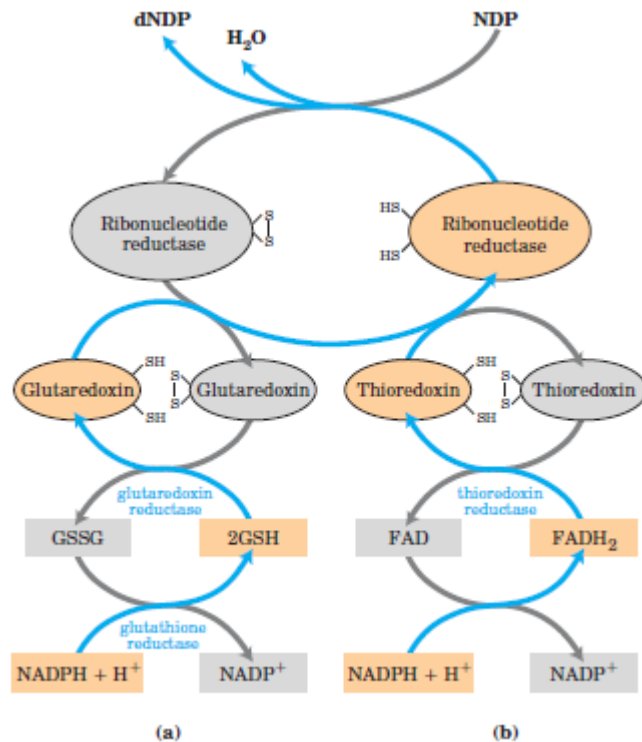 dNDP
H₂O
NDP
Ribonucleotide
reductase
S
S
HS
HS
Ribonucleotide
reductase
Glutaredoxin
SH
SH
S
S
Glutaredoxin
Thioredoxin
SH
SH
S
S
Thioredoxin
glutaredoxin
reductase
thioredoxin
reductase
GSSG
2GSH
FAD
FADH₂
glutathione
reductase
NADPH + H⁺
NADP⁺
NADPH + H⁺
NADP⁺
(a)
(b)